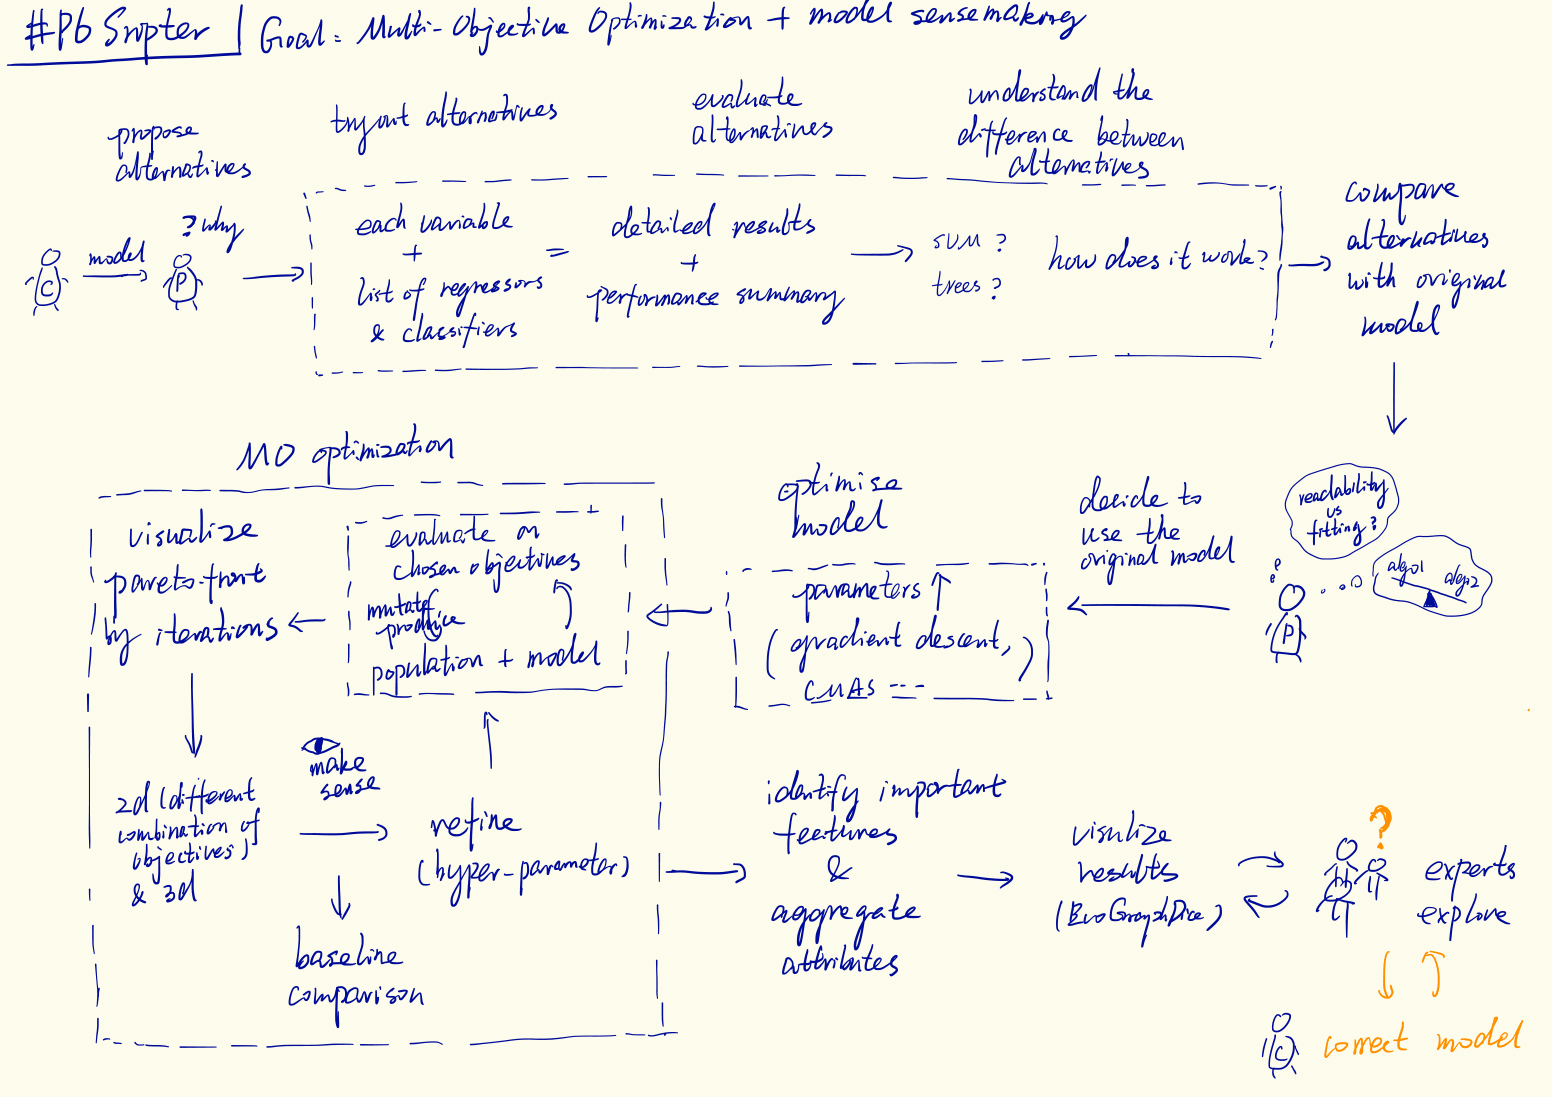 #P6 Snipter | Goal: Multi-Objective Optimization + model sensemaking
propose
alternatives
tryout alternatives
evaluate
alternatives
understand the
difference between
alternatives
C
model
P
? why
each variable
+
list of regressors
& classifiers
=
detailed results
+
performance summary
SVM ?
trees ?
how does it work?
compare
alternatives
with original
model
readability
vs
fitting ?
algo1
algo2
P
decide to
use the
original model
optimise
model
parameters
(gradient descent,
CMAS ---)
MO optimization
evaluate on
chosen objectives
mutate
produce
population + model
visualize
pareto-front
by iterations
2d (different
combination of
objectives)
& 3d
make
sense
refine
(hyper-parameter)
baseline
comparison
identify important
features
&
aggregate
attributes
visulize
results
(EvoGraphDice)
?
experts
explore
C
correct model